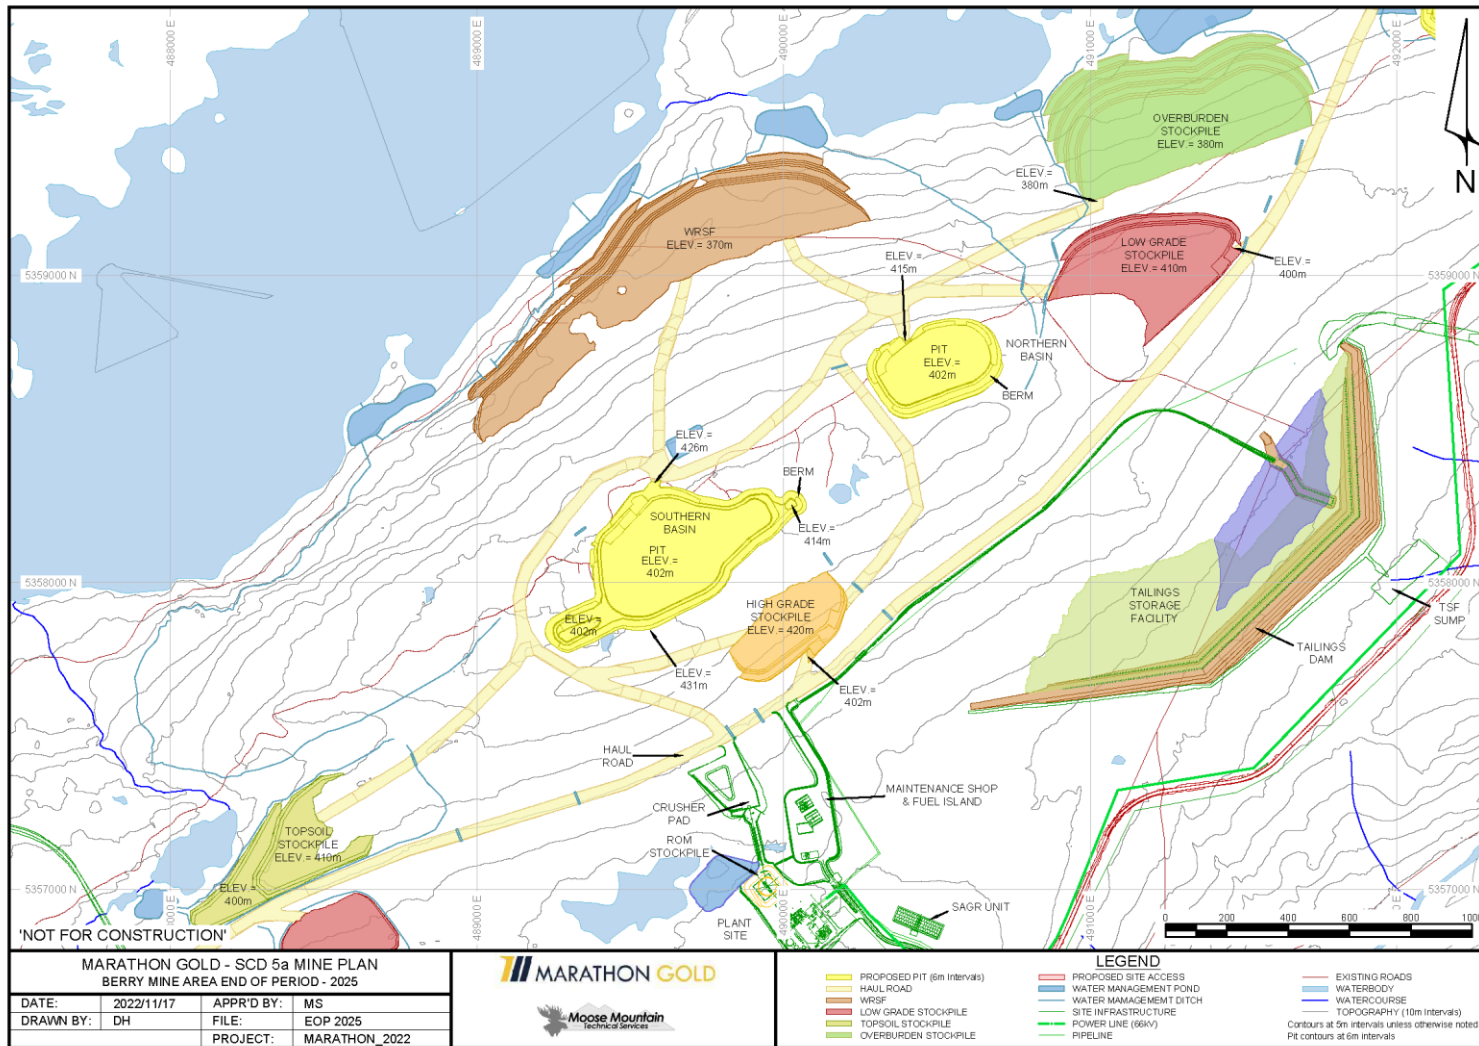 488000 E
489000 E
490000 E
491000 E
492000 E
OVERBURDEN
STOCKPILE
ELEV.= 380m
ELEV.=
380m
N
WRSF
ELEV.= 370m
LOW GRADE
STOCKPILE
ELEV.= 410m
ELEV.=
415m
ELEV.=
400m
5359000 N
5359000 N
NORTHERN
BASIN
PIT
ELEV.=
402m
BERM
ELEV.=
426m
BERM
SOUTHERN
BASIN
ELEV.=
414m
PIT
ELEV.=
402m
5358000 N
5358000 N
HIGH GRADE
STOCKPILE
ELEV.= 420m
TAILINGS
STORAGE
FACILITY
TSF
SUMP
ELEV.=
402m
TAILINGS
DAM
ELEV.=
431m
ELEV.=
402m
HAUL
ROAD
MAINTENANCE SHOP
& FUEL ISLAND
CRUSHER
PAD
TOPSOIL
STOCKPILE
ELEV.= 410m
ROM
STOCKPILE
ELEV.=
400m
5357000 N
5357000 N
SAGR UNIT
PLANT
SITE
489000 E
490000 E
491000 E
0 200 400 600 800 1000
'NOT FOR CONSTRUCTION'
MARATHON GOLD - SCD 5a MINE PLAN
BERRY MINE AREA END OF PERIOD - 2025
DATE: 2022/11/17 APPR'D BY: MS
DRAWN BY: DH FILE: EOP 2025
PROJECT: MARATHON_2022
MARATHON GOLD
Moose Mountain
Technical Services
LEGEND
PROPOSED PIT (6m Intervals)
HAUL ROAD
WRSF
LOW GRADE STOCKPILE
TOPSOIL STOCKPILE
OVERBURDEN STOCKPILE
PROPOSED SITE ACCESS
WATER MANAGEMENT POND
WATER MAMAGEMEMT DITCH
SITE INFRASTRUCTURE
POWER LINE (66kV)
PIPELINE
EXISTING ROADS
WATERBODY
WATERCOURSE
TOPOGRAPHY (10m Intervals)
Contours at 5m intervals unless otherwise noted
Pit contours at 6m intervals